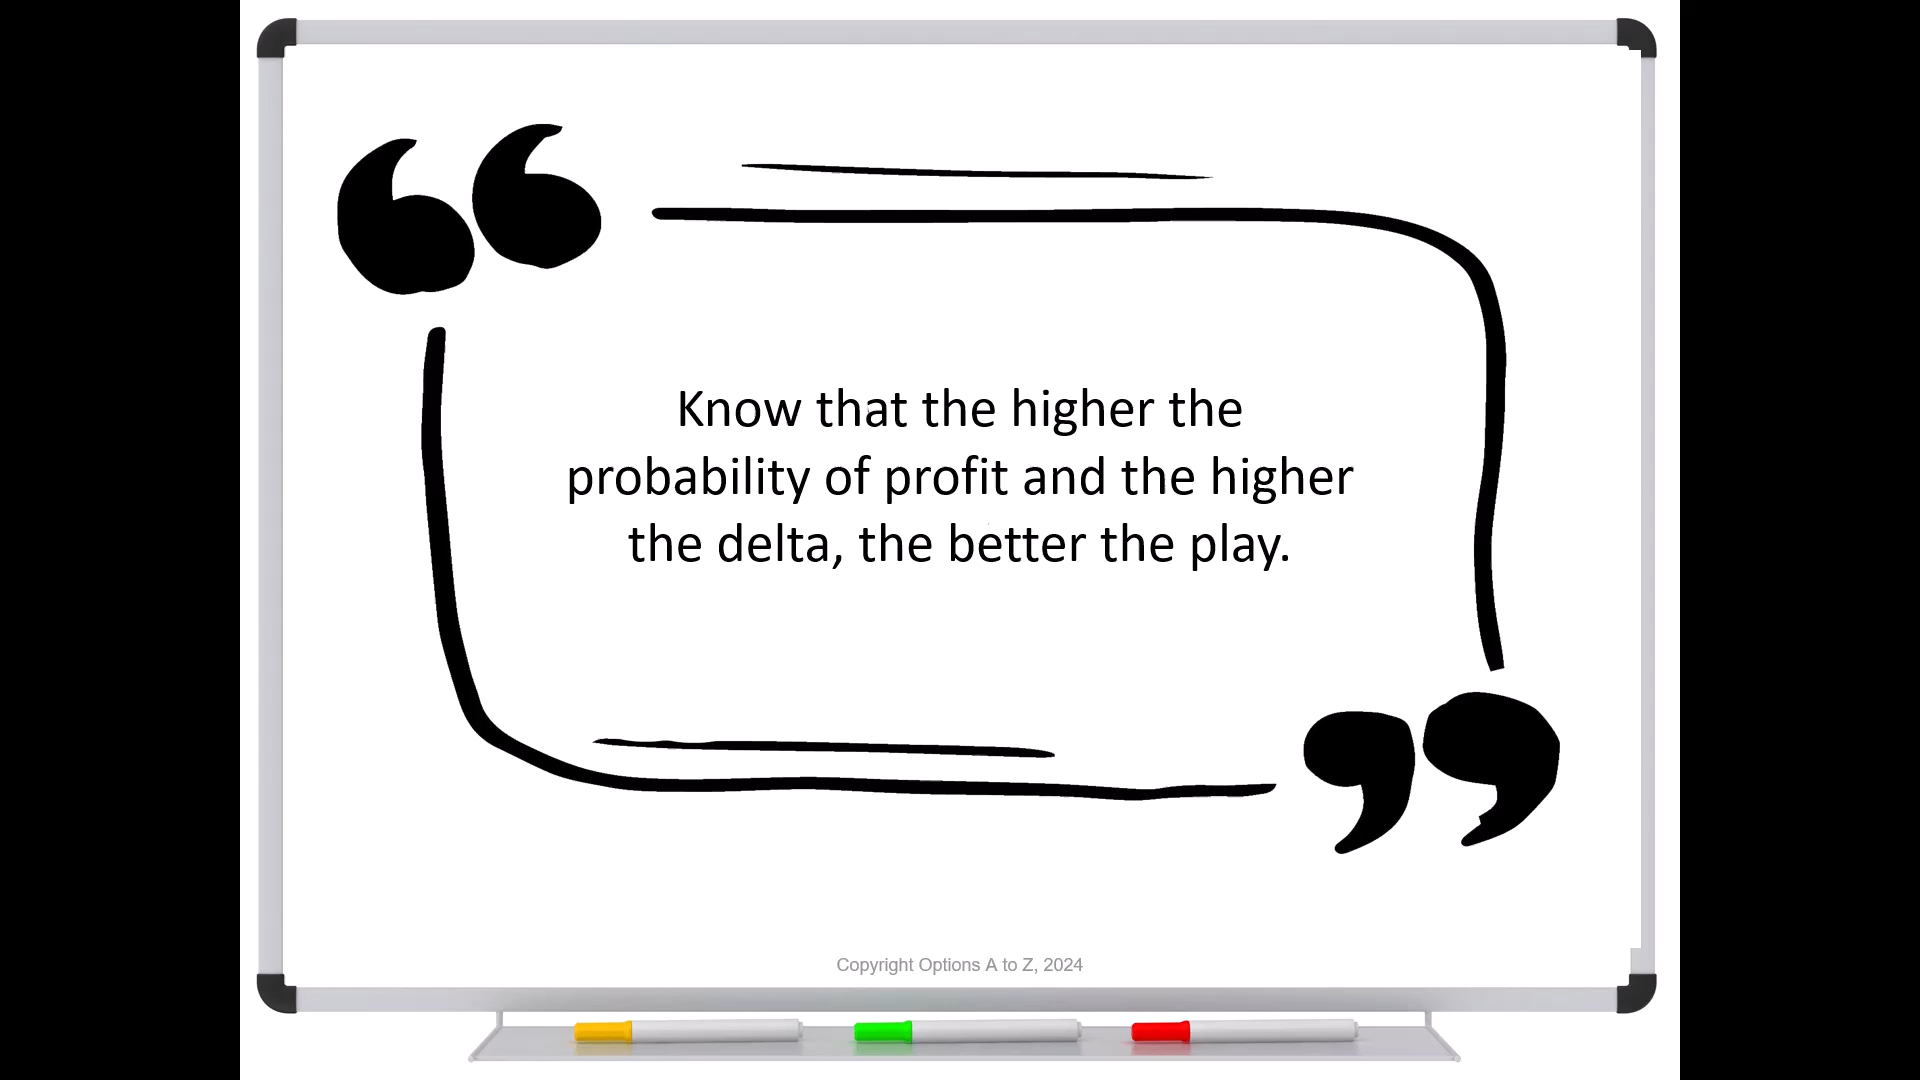 Know that the higher the
probability of profit and the higher
the delta, the better the play.
Copyright Options A to Z, 2024